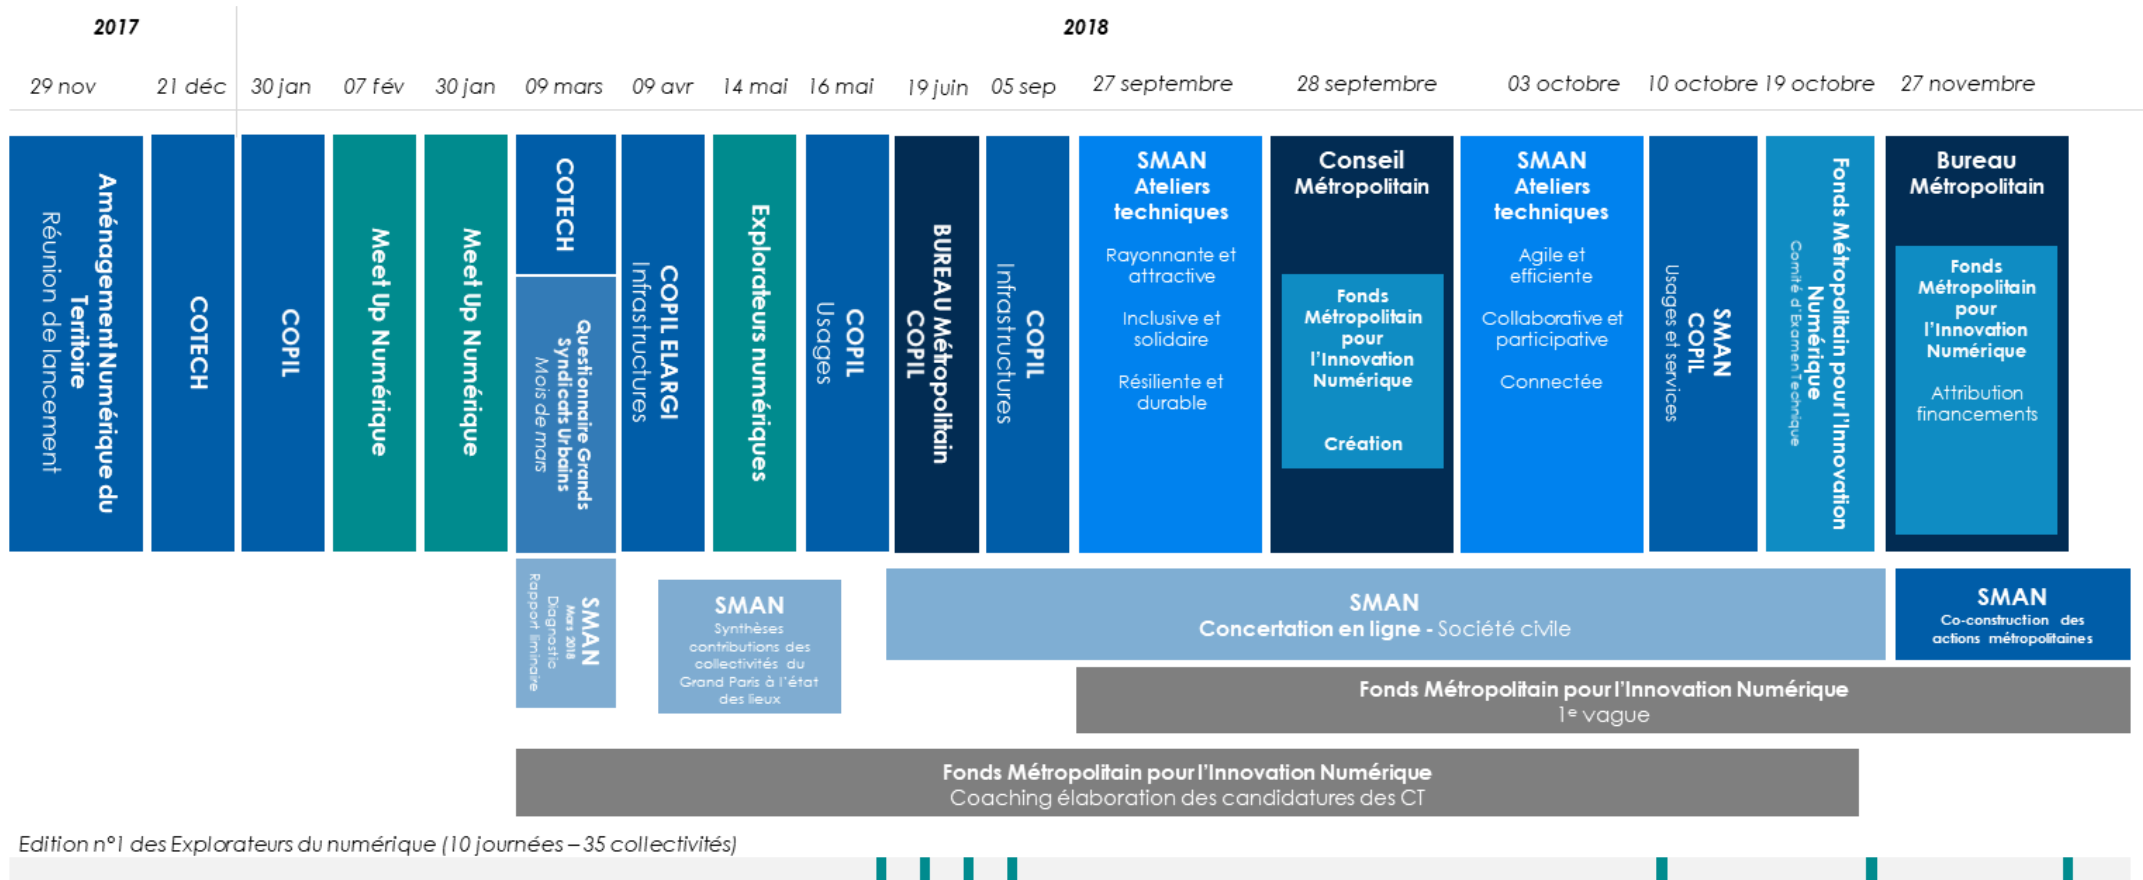 2017
2018
29 nov
21 déc
30 jan
07 fév
30 jan
09 mars
09 avr
14 mai
16 mai
19 juin
05 sep
27 septembre
28 septembre
03 octobre
10 octobre
19 octobre
27 novembre
Aménagement Numérique du
Territoire
Réunion de lancement
COTECH
COPIL
Meet Up Numérique
Meet Up Numérique
COTECH
Questionnaire Grands
Syndicats Urbains
Mois de mars
COPIL ELARGI
Infrastructures
Explorateurs numériques
COPIL
Usages
BUREAU Métropolitain
COPIL
COPIL
Infrastructures
SMAN
Ateliers
techniques
Rayonnante et
attractive
Inclusive et
solidaire
Résiliente et
durable
Conseil
Métropolitain
Fonds
Métropolitain
pour
l'Innovation
Numérique
Création
SMAN
Ateliers
techniques
Agile et
efficiente
Collaborative et
participative
Connectée
SMAN
COPIL
Usages et services
Fonds Métropolitain pour l'Innovation
Numérique
Comité d'Examen Technique
Bureau
Métropolitain
Fonds
Métropolitain
pour
l'Innovation
Numérique
Attribution
financements
SMAN
Mars 2018
Diagnostic
Rapport liminaire
SMAN
Synthèses
contributions des
collectivités du
Grand Paris à l'état
des lieux
SMAN
Concertation en ligne - Société civile
SMAN
Co-construction des
actions métropolitaines
Fonds Métropolitain pour l'Innovation Numérique
1e vague
Fonds Métropolitain pour l'Innovation Numérique
Coaching élaboration des candidatures des CT
Edition n°1 des Explorateurs du numérique (10 journées – 35 collectivités)